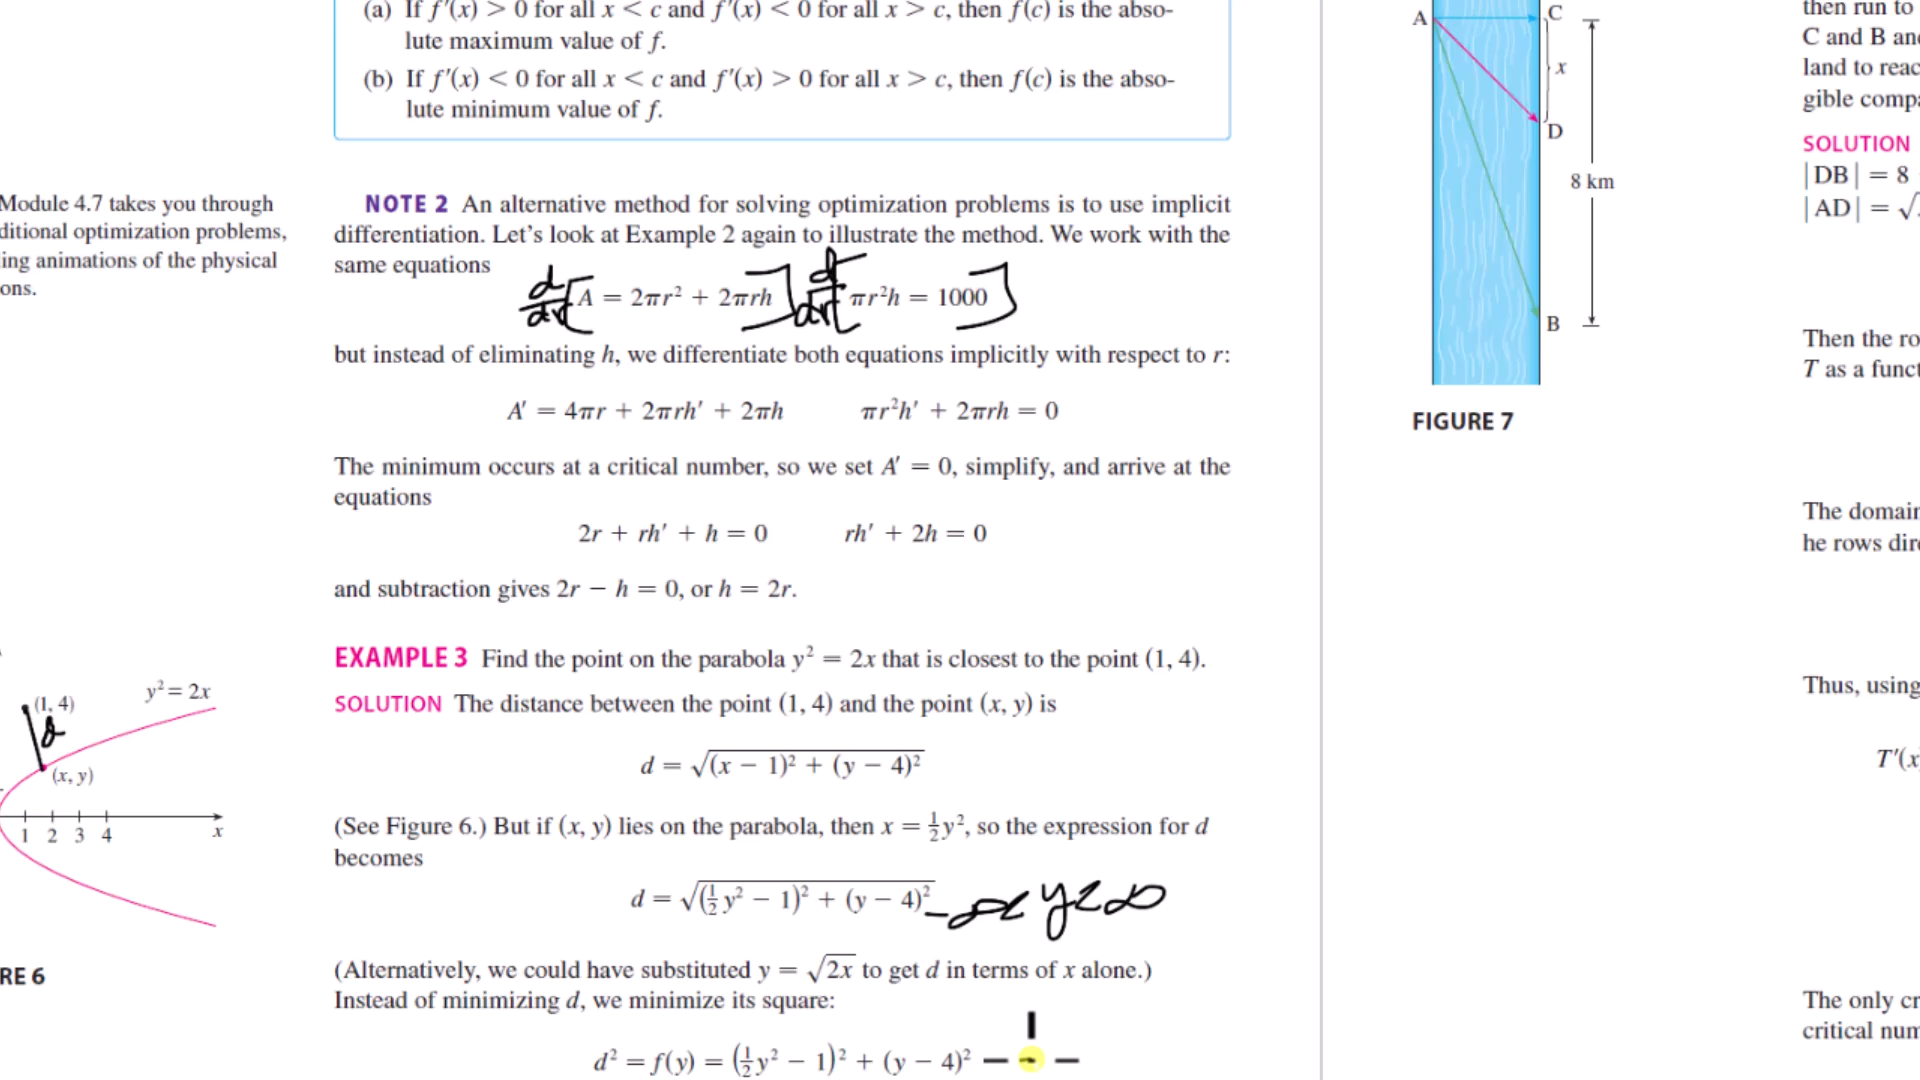 (a) If f'(x) > 0 for all x < c and f'(x) < 0 for all x > c, then f(c) is the abso-
lute maximum value of f.
(b) If f'(x) < 0 for all x < c and f'(x) > 0 for all x > c, then f(c) is the abso-
lute minimum value of f.
Module 4.7 takes you through
ditional optimization problems,
ing animations of the physical
ons.
NOTE 2 An alternative method for solving optimization problems is to use implicit
differentiation. Let's look at Example 2 again to illustrate the method. We work with the
same equations
d/dr [A = 2πr² + 2πrh] d/dr [πr²h = 1000]
but instead of eliminating h, we differentiate both equations implicitly with respect to r:
A' = 4πr + 2πrh' + 2πh πr²h' + 2πrh = 0
The minimum occurs at a critical number, so we set A' = 0, simplify, and arrive at the
equations
2r + rh' + h = 0 rh' + 2h = 0
and subtraction gives 2r − h = 0, or h = 2r.
EXAMPLE 3 Find the point on the parabola y² = 2x that is closest to the point (1, 4).
SOLUTION The distance between the point (1, 4) and the point (x, y) is
d = √(x − 1)² + (y − 4)²
(See Figure 6.) But if (x, y) lies on the parabola, then x = ½y², so the expression for d
becomes
d = √(½y² − 1)² + (y − 4)² −∞ < y < ∞
(Alternatively, we could have substituted y = √2x to get d in terms of x alone.)
Instead of minimizing d, we minimize its square:
d² = f(y) = (½y² − 1)² + (y − 4)²
y² = 2x
(1, 4)
d
(x, y)
1 2 3 4 x
RE 6
A
C
x
D
8 km
B
FIGURE 7
then run to
C and B and
land to reac
gible compa
SOLUTION
|DB| = 8
|AD| = √
Then the ro
T as a funct
The domain
he rows dire
Thus, using
T'(x
The only cr
critical num